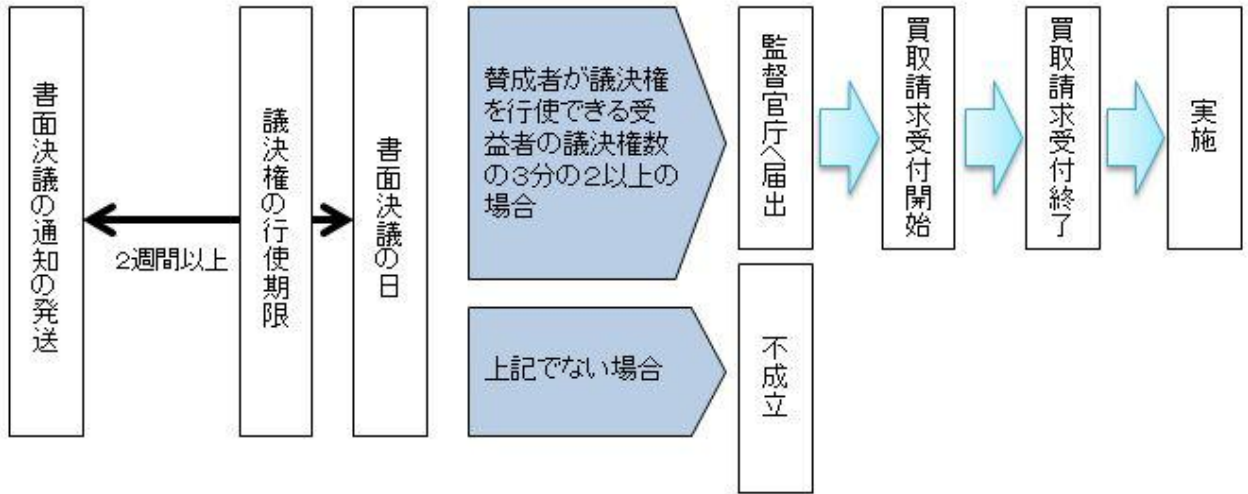 書面決議の通知の発送
2週間以上
議決権の行使期限
書面決議の日
賛成者が議決権
を行使できる受
益者の議決権数
の3分の2以上の
場合
監督官庁へ届出
買取請求受付開始
買取請求受付終了
実施
上記でない場合
不成立